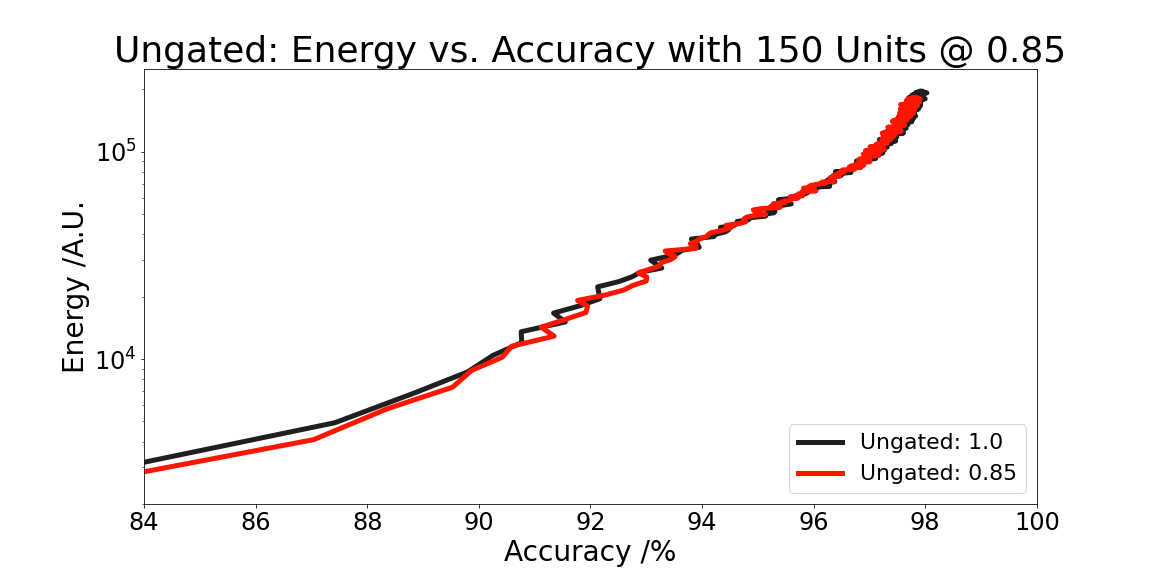 Ungated: Energy vs. Accuracy with 150 Units @ 0.85
Energy /A.U.
10^5
10^4
Ungated: 1.0
Ungated: 0.85
84 86 88 90 92 94 96 98 100
Accuracy /%